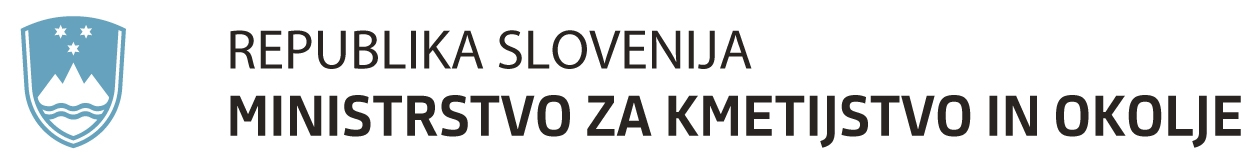 REPUBLIKA SLOVENIJA
MINISTRSTVO ZA KMETIJSTVO IN OKOLJE